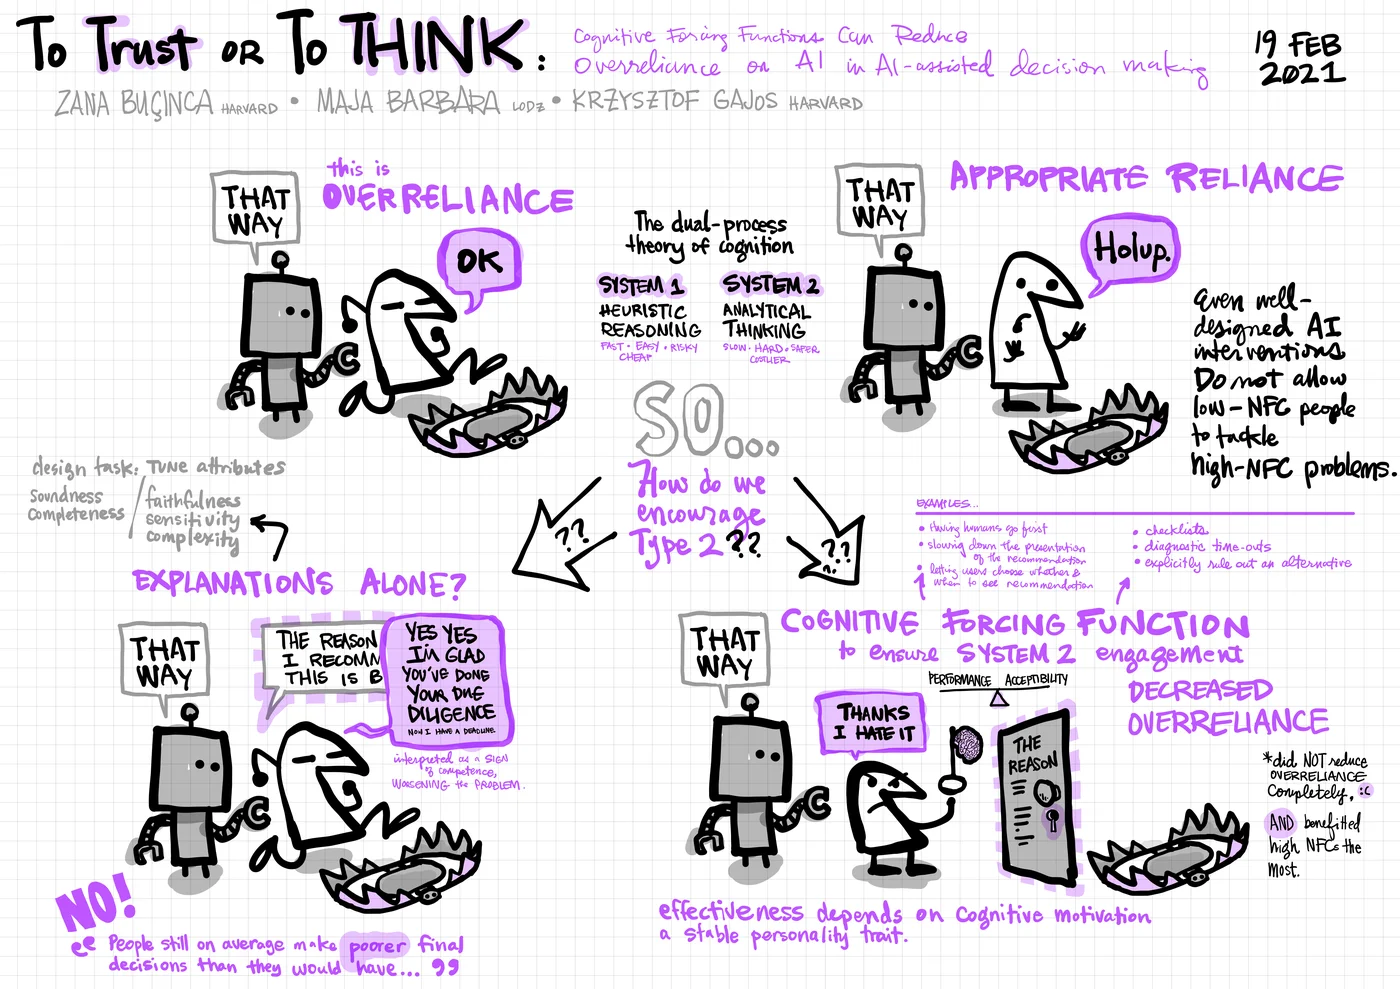 To Trust OR To THINK:
Cognitive Forcing Functions Can Reduce
Overreliance on AI in AI-assisted decision making
19 FEB
2021
ZANA BUÇINCA HARVARD • MAJA BARBARA LODZ • KRZYSZTOF GAJOS HARVARD
this is
OVERRELIANCE
THAT
WAY
OK
The dual-process
theory of cognition
SYSTEM 1
HEURISTIC
REASONING
FAST • EASY • RISKY
CHEAP
SYSTEM 2
ANALYTICAL
THINKING
SLOW • HARD • SAFER
COSTLIER
APPROPRIATE RELIANCE
THAT
WAY
Holup.
Even well-
designed AI
interventions
Do not allow
low-NFC people
to tackle
high-NFC problems.
SO...
How do we
encourage
Type 2 ??
??
??
design task: TUNE attributes
Soundness
Completeness
faithfulness
sensitivity
complexity
EXPLANATIONS ALONE?
THAT
WAY
THE REASON
I RECOMM
THIS IS B
YES YES
I'M GLAD
YOU'VE DONE
YOUR DUE
DILIGENCE
NOW I HAVE A DEADLINE.
interpreted as a SIGN
of competence,
WORSENING the PROBLEM.
NO!
“ People still on average make poorer final
decisions than they would have... ”
EXAMPLES...
• Having humans go first
• slowing down the presentation
of the recommendation
• letting users choose whether &
when to see recommendation
• checklists
• diagnostic time-outs
• explicitly rule out an alternative
COGNITIVE FORCING FUNCTION
to ensure SYSTEM 2 engagement
PERFORMANCE ACCEPTIBILITY
DECREASED
OVERRELIANCE
THAT
WAY
THANKS
I HATE IT
THE
REASON
*did NOT reduce
OVERRELIANCE
Completely. :C
AND benefitted
high NFCs the
most.
effectiveness depends on Cognitive motivation
a stable personality trait.